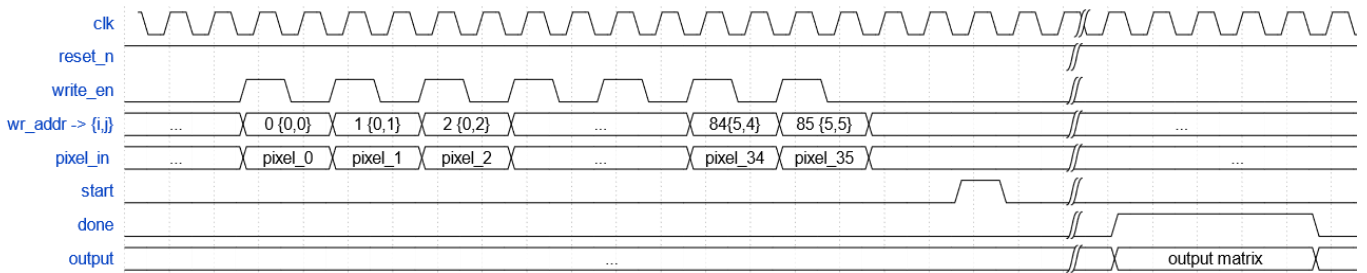 clk
reset_n
write_en
wr_addr -> {i,j} ... 0 {0,0} 1 {0,1} 2 {0,2} ... 84{5,4} 85 {5,5} ...
pixel_in ... pixel_0 pixel_1 pixel_2 ... pixel_34 pixel_35 ...
start
done
output ... output matrix